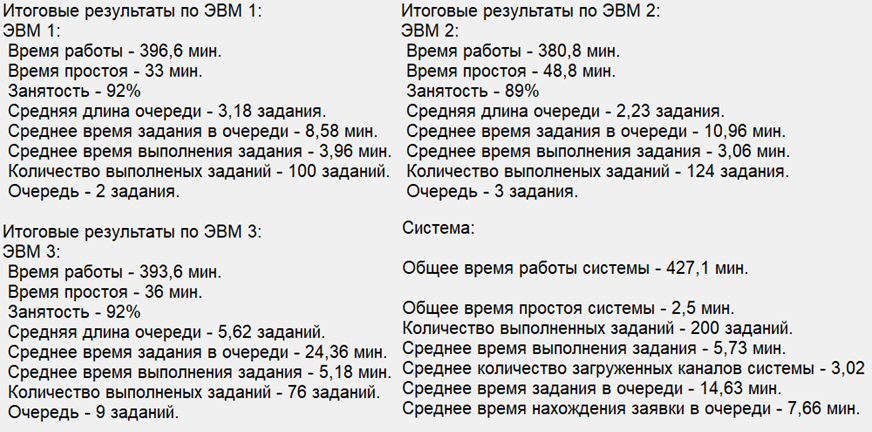 Итоговые результаты по ЭВМ 1:
ЭВМ 1:
Время работы - 396,6 мин.
Время простоя - 33 мин.
Занятость - 92%
Средняя длина очереди - 3,18 задания.
Среднее время задания в очереди - 8,58 мин.
Среднее время выполнения задания - 3,96 мин.
Количество выполненых заданий - 100 заданий.
Очередь - 2 задания.
Итоговые результаты по ЭВМ 2:
ЭВМ 2:
Время работы - 380,8 мин.
Время простоя - 48,8 мин.
Занятость - 89%
Средняя длина очереди - 2,23 задания.
Среднее время задания в очереди - 10,96 мин.
Среднее время выполнения задания - 3,06 мин.
Количество выполненых заданий - 124 задания.
Очередь - 3 задания.
Итоговые результаты по ЭВМ 3:
ЭВМ 3:
Время работы - 393,6 мин.
Время простоя - 36 мин.
Занятость - 92%
Средняя длина очереди - 5,62 заданий.
Среднее время задания в очереди - 24,36 мин.
Среднее время выполнения задания - 5,18 мин.
Количество выполненых заданий - 76 заданий.
Очередь - 9 заданий.
Система:
Общее время работы системы - 427,1 мин.
Общее время простоя системы - 2,5 мин.
Количество выполненных заданий - 200 заданий.
Среднее время выполнения задания - 5,73 мин.
Среднее количество загруженных каналов системы - 3,02
Среднее время задания в очереди - 14,63 мин.
Среднее время нахождения заявки в очереди - 7,66 мин.